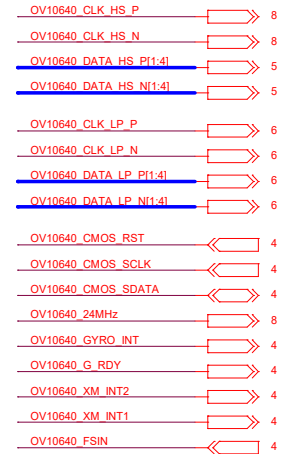 OV10640_CLK_HS_P 8
OV10640_CLK_HS_N 8
OV10640_DATA_HS_P[1:4] 5
OV10640_DATA_HS_N[1:4] 5
OV10640_CLK_LP_P 6
OV10640_CLK_LP_N 6
OV10640_DATA_LP_P[1:4] 6
OV10640_DATA_LP_N[1:4] 6
OV10640_CMOS_RST 4
OV10640_CMOS_SCLK 4
OV10640_CMOS_SDATA 4
OV10640_24MHz 8
OV10640_GYRO_INT 4
OV10640_G_RDY 4
OV10640_XM_INT2 4
OV10640_XM_INT1 4
OV10640_FSIN 4